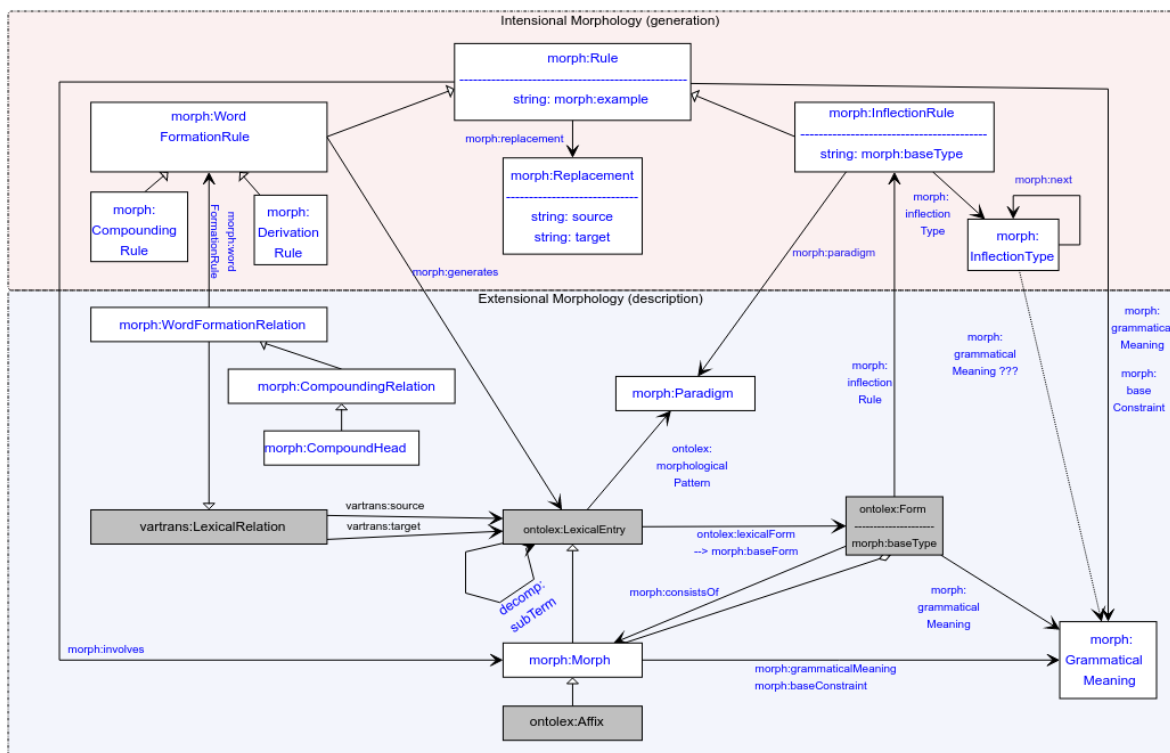 Intensional Morphology (generation)
morph:Rule
string: morph:example
morph:Word
FormationRule
morph:replacement
morph:InflectionRule
string: morph:baseType
morph:Replacement
string: source
string: target
morph:
inflection
Type
morph:next
morph:
InflectionType
morph:
Compounding
Rule
morph:word
FormationRule
morph:
Derivation
Rule
morph:generates
morph:paradigm
Extensional Morphology (description)
morph:WordFormationRelation
morph:CompoundingRelation
morph:CompoundHead
morph:Paradigm
morph:
inflection
Rule
morph:
grammatical
Meaning ???
morph:
grammatical
Meaning
morph:
base
Constraint
ontolex:
morphological
Pattern
vartrans:LexicalRelation
vartrans:source
vartrans:target
ontolex:LexicalEntry
ontolex:lexicalForm
--> morph:baseForm
ontolex:Form
morph:baseType
decomp:
subTerm
morph:consistsOf
morph:
grammatical
Meaning
morph:involves
morph:Morph
morph:grammaticalMeaning
morph:baseConstraint
morph:
Grammatical
Meaning
ontolex:Affix